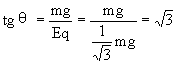 tg θ = mg/Eq = mg/(1/√3 mg) = √3